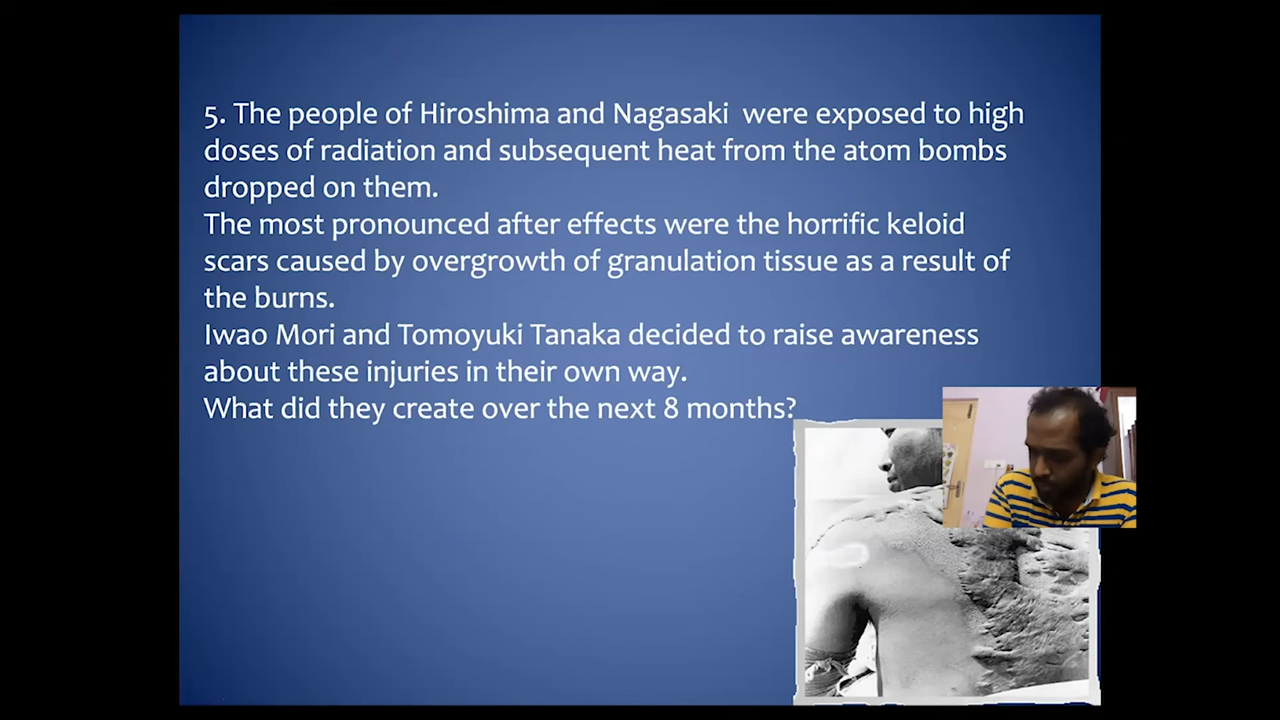 5. The people of Hiroshima and Nagasaki were exposed to high
doses of radiation and subsequent heat from the atom bombs
dropped on them.
The most pronounced after effects were the horrific keloid
scars caused by overgrowth of granulation tissue as a result of
the burns.
Iwao Mori and Tomoyuki Tanaka decided to raise awareness
about these injuries in their own way.
What did they create over the next 8 months?